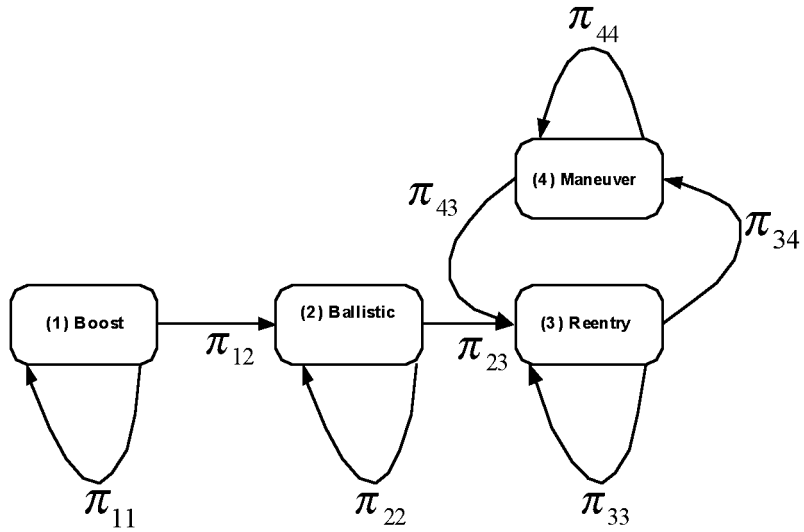 π44
(4) Maneuver
π43
π34
(1) Boost
(2) Ballistic
(3) Reentry
π12
π23
π11
π22
π33